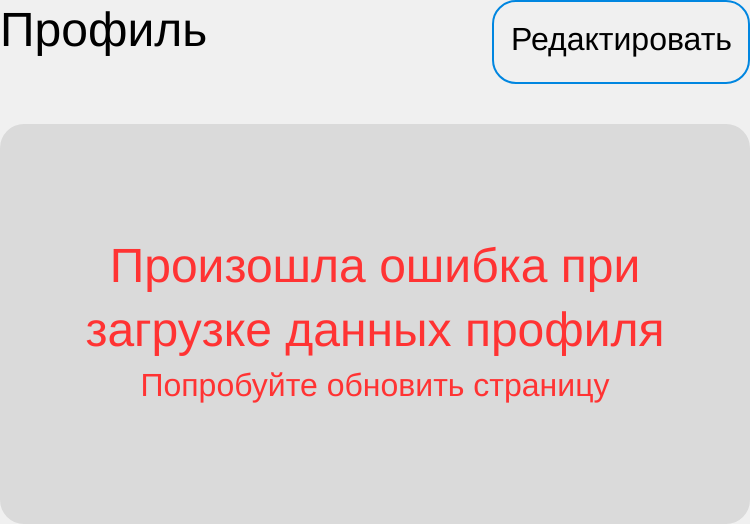 Профиль
Редактировать
Произошла ошибка при
загрузке данных профиля
Попробуйте обновить страницу